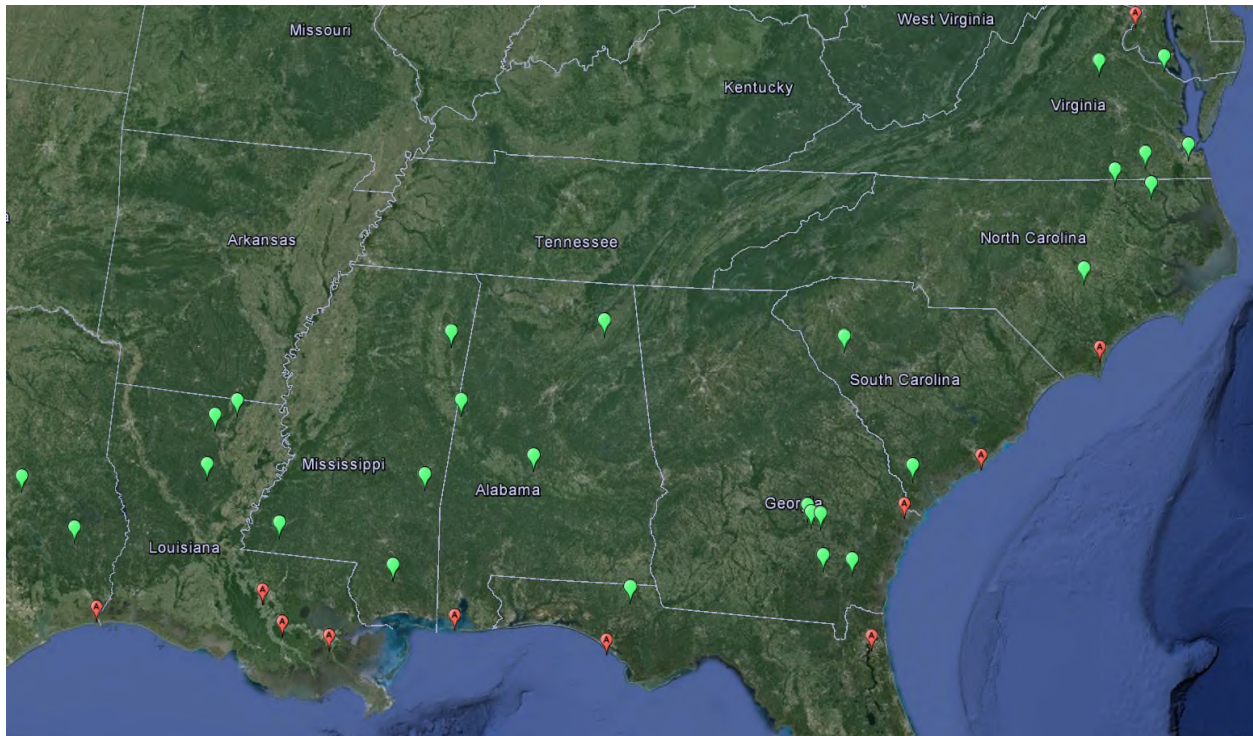 Missouri
West Virginia
Kentucky
Virginia
Arkansas
Tennessee
North Carolina
South Carolina
Mississippi
Alabama
Georgia
Louisiana
A
A
A
A
A
A
A
A
A
A
A